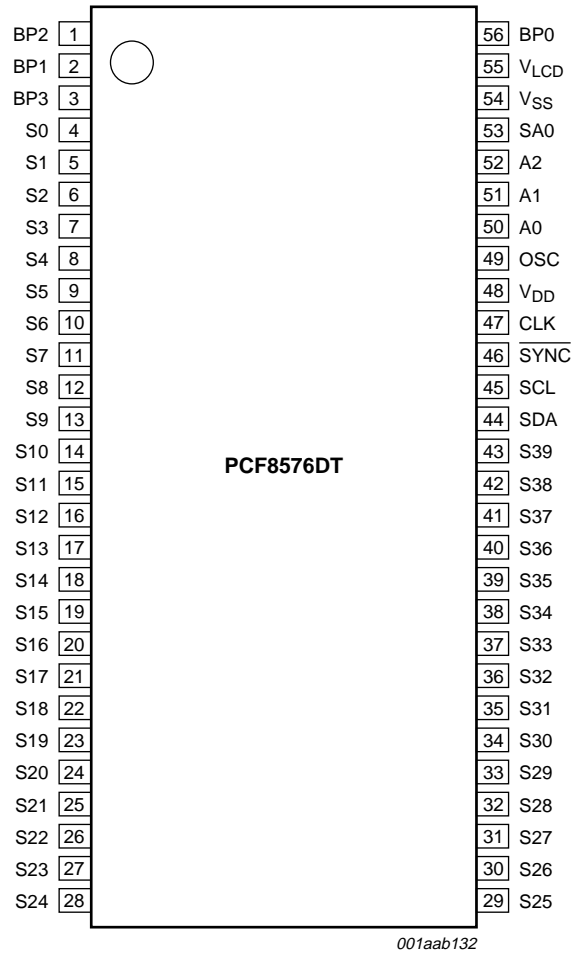 BP2 1 56 BP0
BP1 2 55 VLCD
BP3 3 54 VSS
S0 4 53 SA0
S1 5 52 A2
S2 6 51 A1
S3 7 50 A0
S4 8 49 OSC
S5 9 48 VDD
S6 10 47 CLK
S7 11 46 SYNC
S8 12 45 SCL
S9 13 44 SDA
S10 14 43 S39
PCF8576DT
S11 15 42 S38
S12 16 41 S37
S13 17 40 S36
S14 18 39 S35
S15 19 38 S34
S16 20 37 S33
S17 21 36 S32
S18 22 35 S31
S19 23 34 S30
S20 24 33 S29
S21 25 32 S28
S22 26 31 S27
S23 27 30 S26
S24 28 29 S25
001aab132